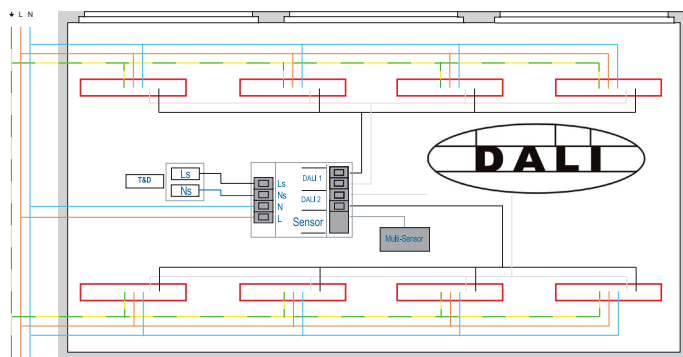 L N
DALI
Ls
T&D
Ns
Ls
Ns
N
L
DALI 1
DALI 2
Sensor
Multi-Sensor